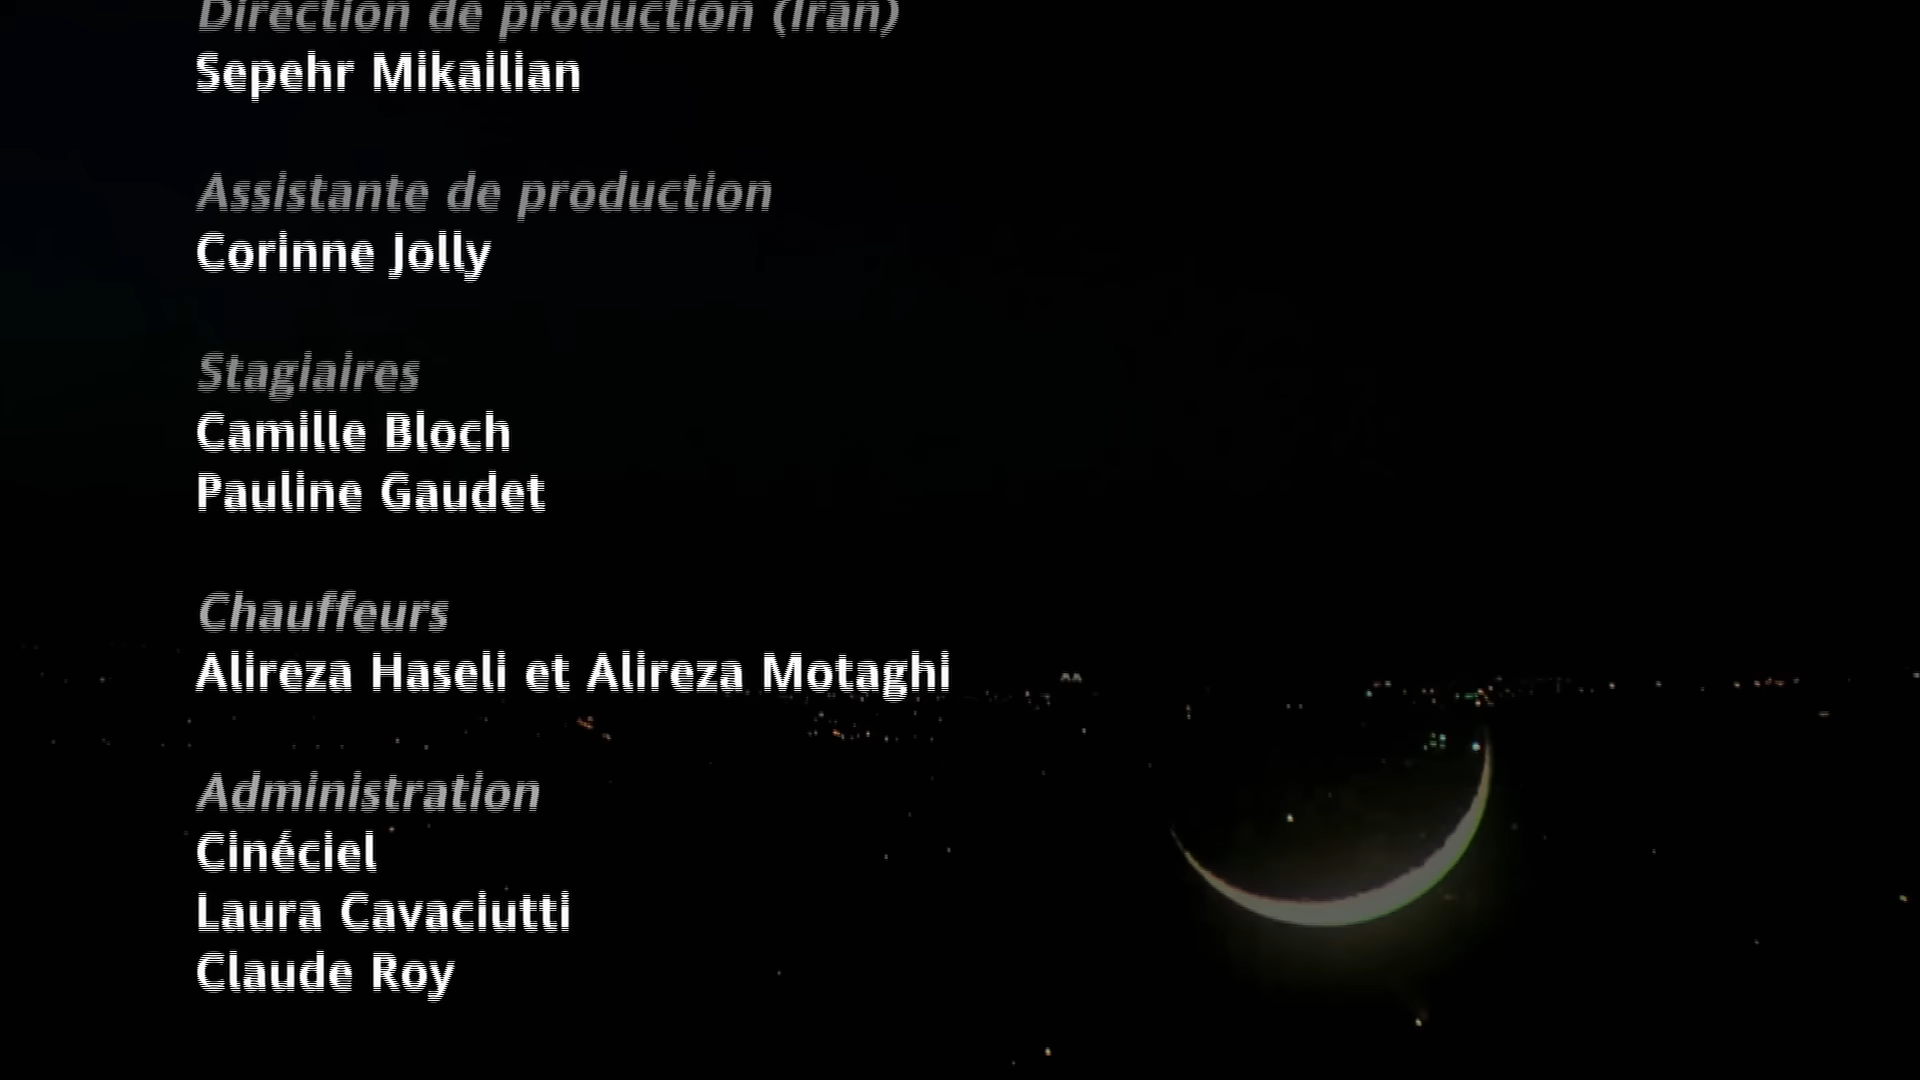 Direction de production (Iran)
Sepehr Mikailian
Assistante de production
Corinne Jolly
Stagiaires
Camille Bloch
Pauline Gaudet
Chauffeurs
Alireza Haseli et Alireza Motaghi
Administration
Cinéciel
Laura Cavaciutti
Claude Roy